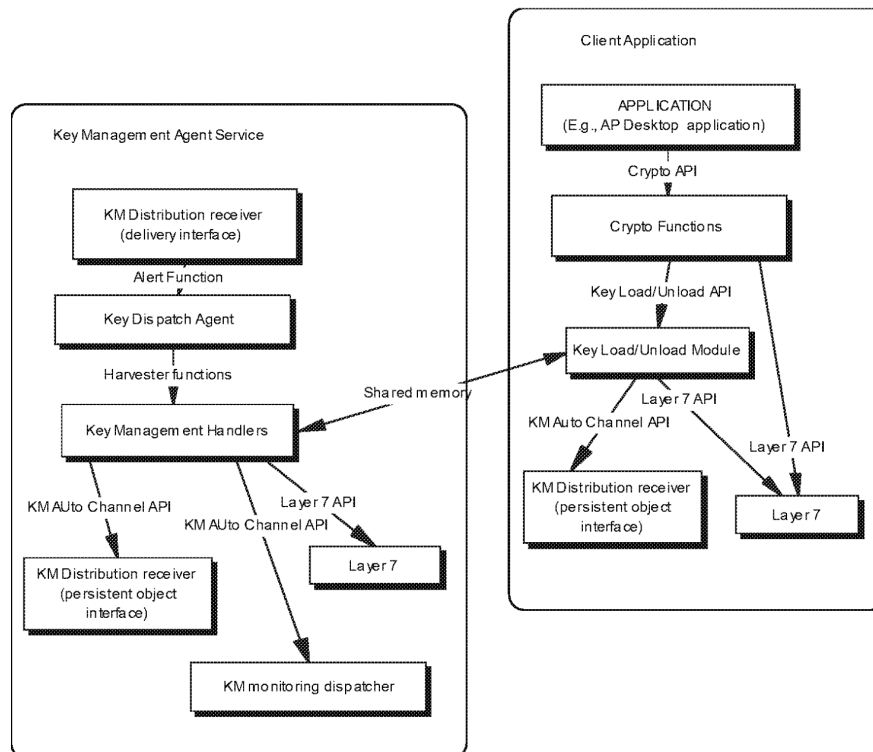 Client Application
APPLICATION
(E.g., AP Desktop application)
Crypto API
Crypto Functions
Key Load/Unload API
Key Load/Unload Module
Layer 7 API
KM Auto Channel API
Layer 7 API
KM Distribution receiver
(persistent object
interface)
Layer 7
Shared memory
Key Management Agent Service
KM Distribution receiver
(delivery interface)
Alert Function
Key Dispatch Agent
Harvester functions
Key Management Handlers
KM AUto Channel API
Layer 7 API
KM AUto Channel API
KM Distribution receiver
(persistent object
interface)
Layer 7
KM monitoring dispatcher